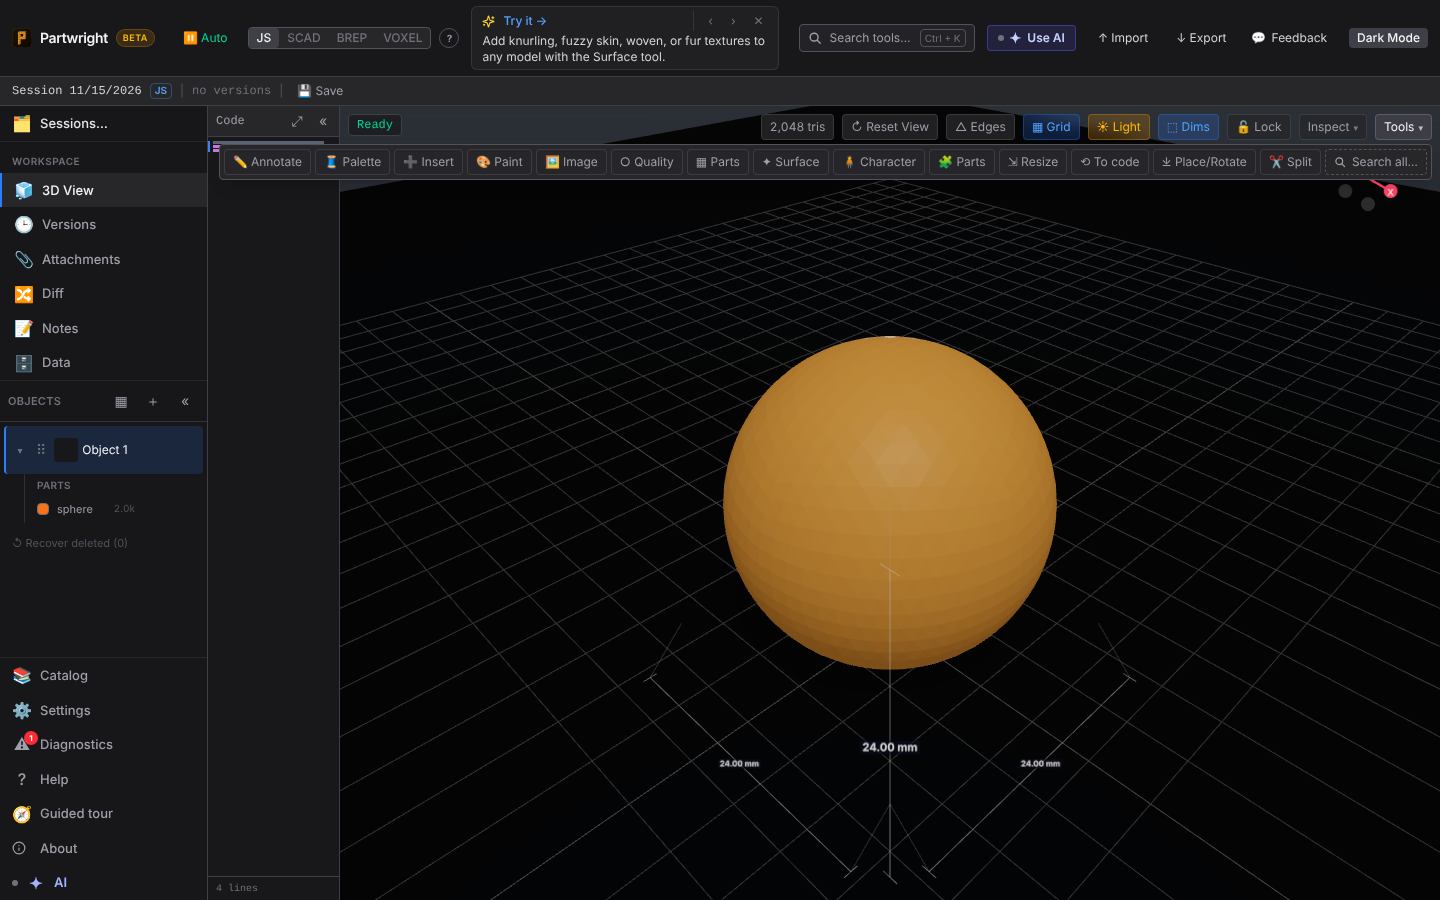 Partwright BETA
Auto
JS SCAD BREP VOXEL ?
Try it →
Add knurling, fuzzy skin, woven, or fur textures to
any model with the Surface tool.
Search tools... Ctrl + K
Use AI
↑ Import
↓ Export
Feedback
Dark Mode
Session 11/15/2026 JS | no versions | Save
Sessions...
WORKSPACE
3D View
Versions
Attachments
Diff
Notes
Data
OBJECTS
Object 1
PARTS
sphere 2.0k
Recover deleted (0)
Catalog
Settings
Diagnostics 1
Help
Guided tour
About
AI
Code
4 lines
Ready
2,048 tris
Reset View
Edges
Grid
Light
Dims
Lock
Inspect
Tools
Annotate
Palette
Insert
Paint
Image
Quality
Parts
Surface
Character
Parts
Resize
To code
Place/Rotate
Split
Search all...
X
24.00 mm
24.00 mm
24.00 mm